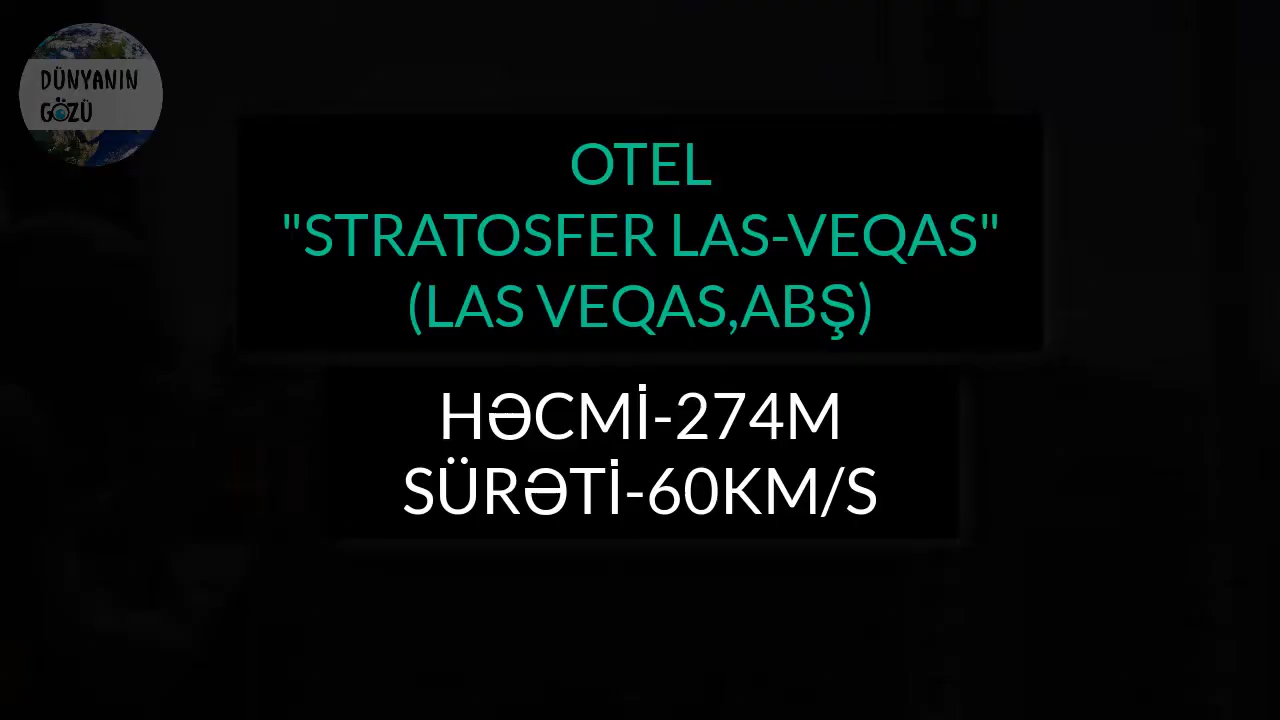 DÜNYANIN
GÖZÜ
OTEL
"STRATOSFER LAS-VEQAS"
(LAS VEQAS,ABŞ)
HƏCMİ-274M
SÜRƏTİ-60KM/S